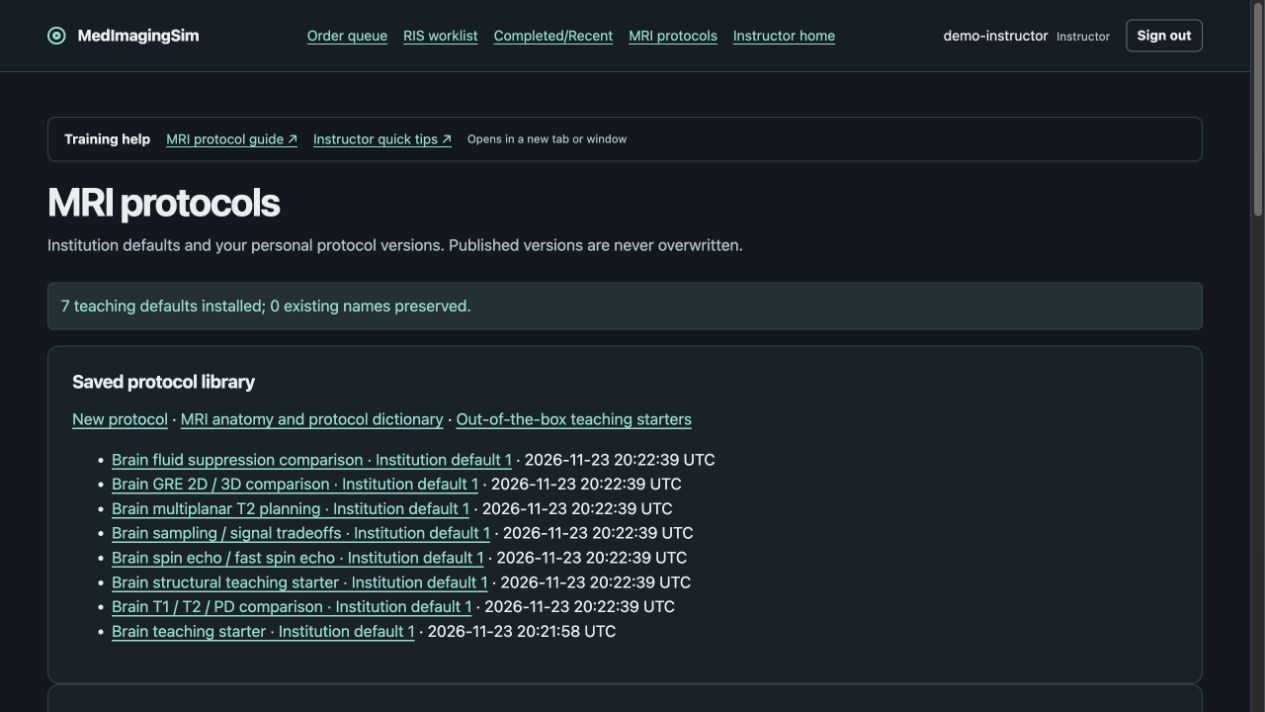 MedImagingSim
Order queue RIS worklist Completed/Recent MRI protocols Instructor home
demo-instructor Instructor Sign out
Training help MRI protocol guide ↗ Instructor quick tips ↗ Opens in a new tab or window
MRI protocols
Institution defaults and your personal protocol versions. Published versions are never overwritten.
7 teaching defaults installed; 0 existing names preserved.
Saved protocol library
New protocol · MRI anatomy and protocol dictionary · Out-of-the-box teaching starters
• Brain fluid suppression comparison · Institution default 1 · 2026-11-23 20:22:39 UTC
• Brain GRE 2D / 3D comparison · Institution default 1 · 2026-11-23 20:22:39 UTC
• Brain multiplanar T2 planning · Institution default 1 · 2026-11-23 20:22:39 UTC
• Brain sampling / signal tradeoffs · Institution default 1 · 2026-11-23 20:22:39 UTC
• Brain spin echo / fast spin echo · Institution default 1 · 2026-11-23 20:22:39 UTC
• Brain structural teaching starter · Institution default 1 · 2026-11-23 20:22:39 UTC
• Brain T1 / T2 / PD comparison · Institution default 1 · 2026-11-23 20:22:39 UTC
• Brain teaching starter · Institution default 1 · 2026-11-23 20:21:58 UTC